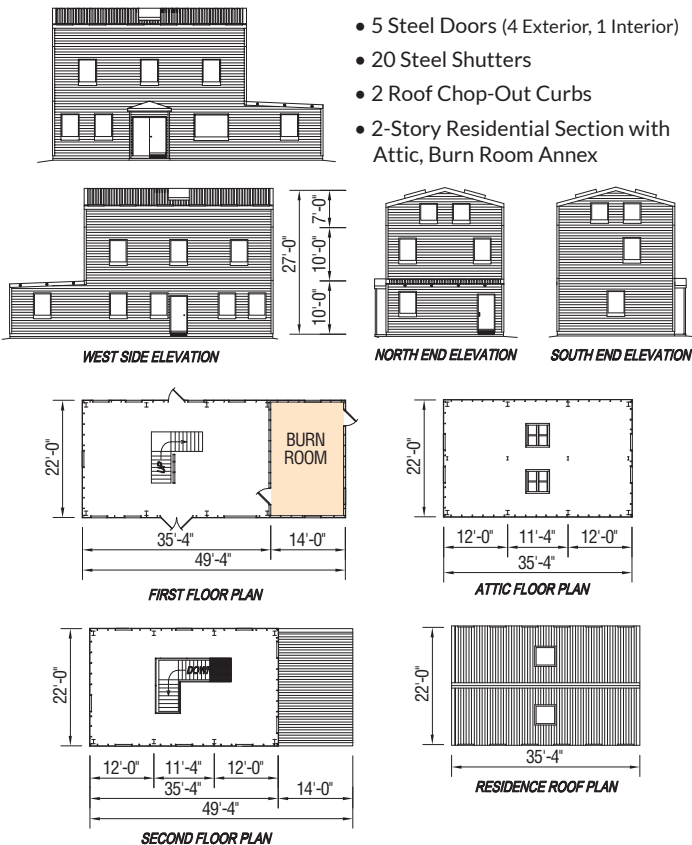 • 5 Steel Doors (4 Exterior, 1 Interior)
• 20 Steel Shutters
• 2 Roof Chop-Out Curbs
• 2-Story Residential Section with
Attic, Burn Room Annex
27'-0"
7'-0"
10'-0"
10'-0"
WEST SIDE ELEVATION
NORTH END ELEVATION
SOUTH END ELEVATION
22'-0"
UP
BURN
ROOM
35'-4"
14'-0"
49'-4"
FIRST FLOOR PLAN
22'-0"
12'-0"
11'-4"
12'-0"
35'-4"
ATTIC FLOOR PLAN
22'-0"
DOWN
12'-0"
11'-4"
12'-0"
35'-4"
14'-0"
49'-4"
SECOND FLOOR PLAN
22'-0"
35'-4"
RESIDENCE ROOF PLAN